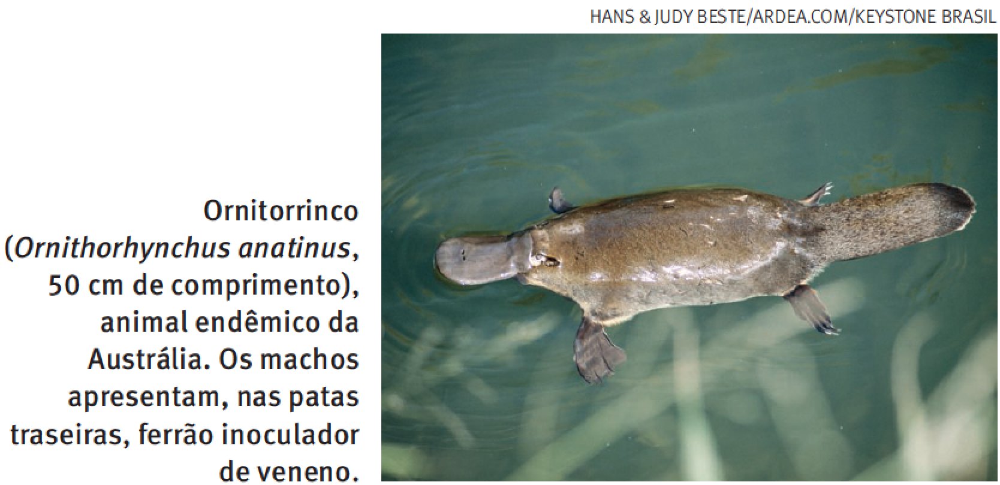 HANS & JUDY BESTE/ARDEA.COM/KEYSTONE BRASIL
Ornitorrinco
(Ornithorhynchus anatinus,
50 cm de comprimento),
animal endêmico da
Austrália. Os machos
apresentam, nas patas
traseiras, ferrão inoculador
de veneno.